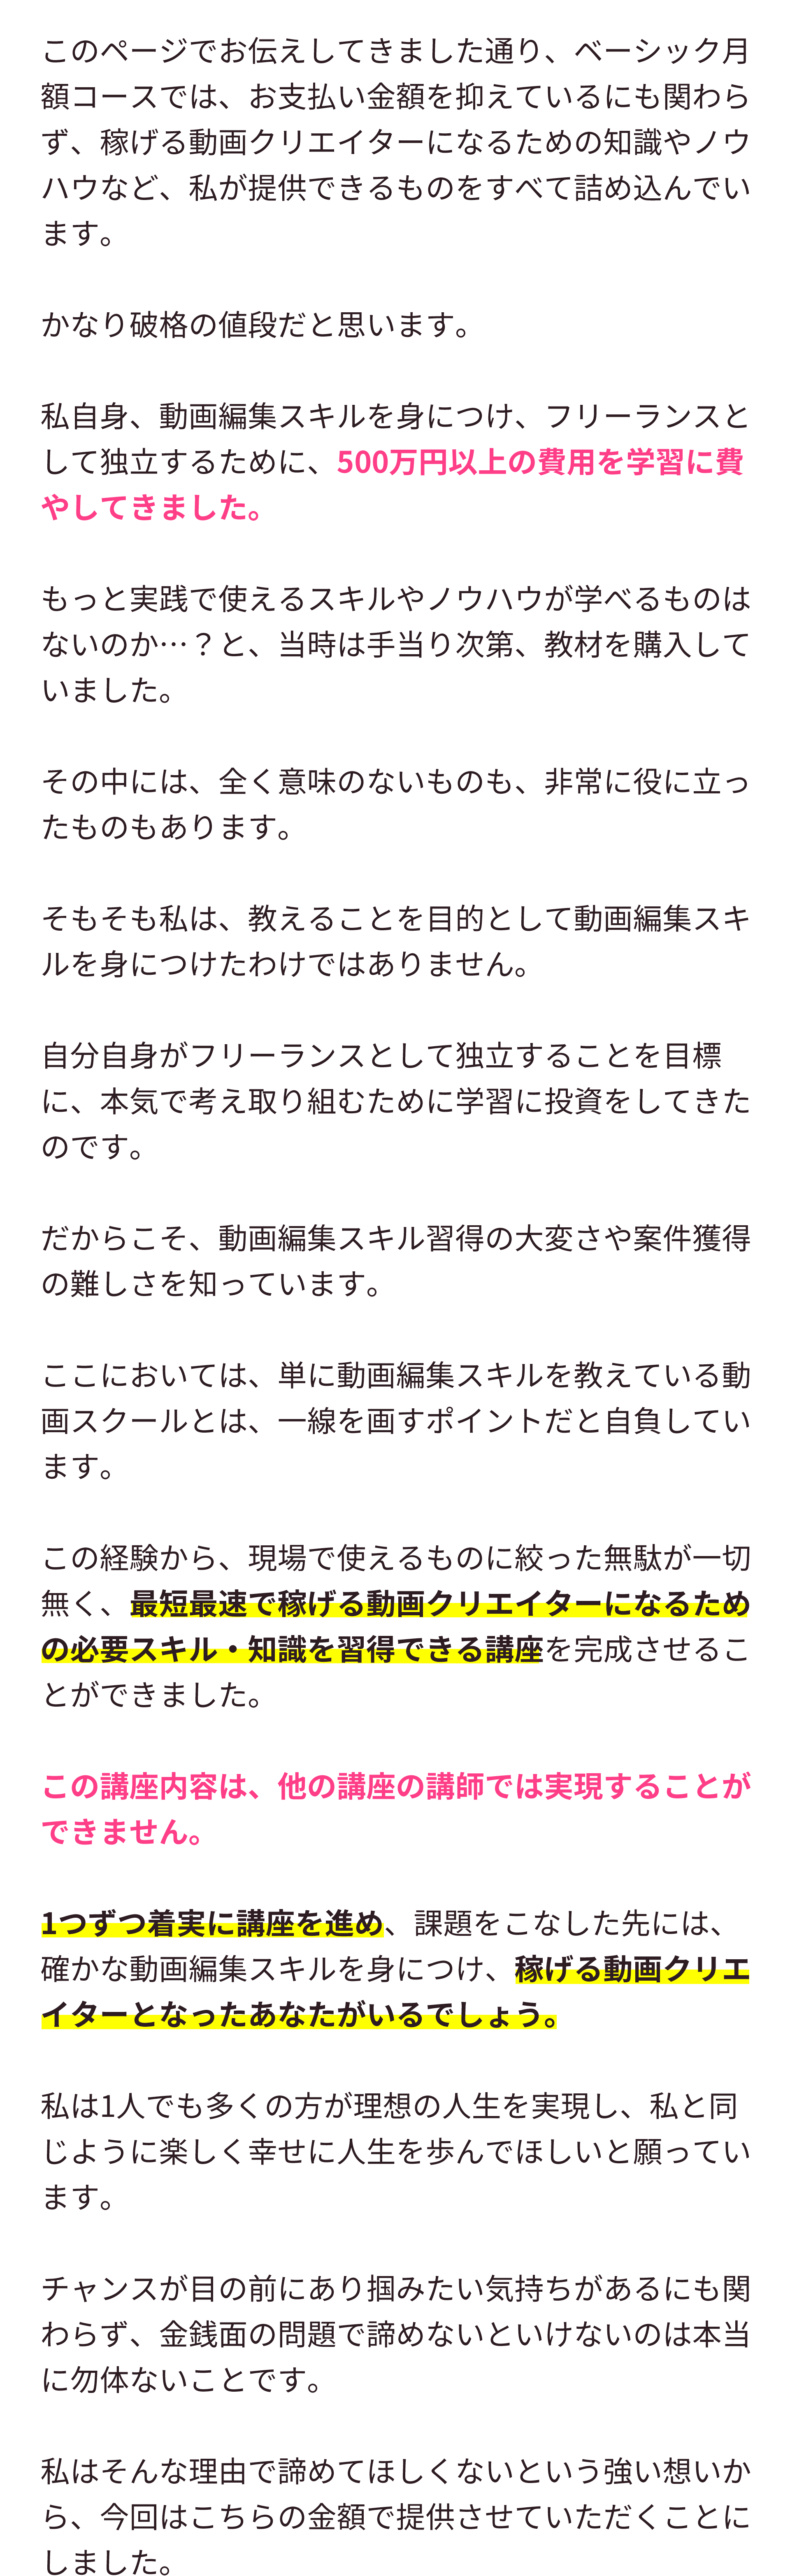 このページでお伝えしてきました通り、ベーシック月
額コースでは、お支払い金額を抑えているにも関わら
ず、稼げる動画クリエイターになるための知識やノウ
ハウなど、私が提供できるものをすべて詰め込んでい
ます。
かなり破格の値段だと思います。
私自身、動画編集スキルを身につけ、フリーランスと
して独立するために、500万円以上の費用を学習に費
やしてきました。
もっと実践で使えるスキルやノウハウが学べるものは
ないのか…？と、当時は手当り次第、教材を購入して
いました。
その中には、全く意味のないものも、非常に役に立っ
たものもあります。
そもそも私は、教えることを目的として動画編集スキ
ルを身につけたわけではありません。
自分自身がフリーランスとして独立することを目標
に、本気で考え取り組むために学習に投資をしてきた
のです。
だからこそ、動画編集スキル習得の大変さや案件獲得
の難しさを知っています。
ここにおいては、単に動画編集スキルを教えている動
画スクールとは、一線を画すポイントだと自負してい
ます。
この経験から、現場で使えるものに絞った無駄が一切
無く、最短最速で稼げる動画クリエイターになるため
の必要スキル・知識を習得できる講座を完成させるこ
とができました。
この講座内容は、他の講座の講師では実現することが
できません。
1つずつ着実に講座を進め、課題をこなした先には、
確かな動画編集スキルを身につけ、稼げる動画クリエ
イターとなったあなたがいるでしょう。
私は1人でも多くの方が理想の人生を実現し、私と同
じように楽しく幸せに人生を歩んでほしいと願ってい
ます。
チャンスが目の前にあり掴みたい気持ちがあるにも関
わらず、金銭面の問題で諦めないといけないのは本当
に勿体ないことです。
私はそんな理由で諦めてほしくないという強い想いか
ら、今回はこちらの金額で提供させていただくことに
しました。